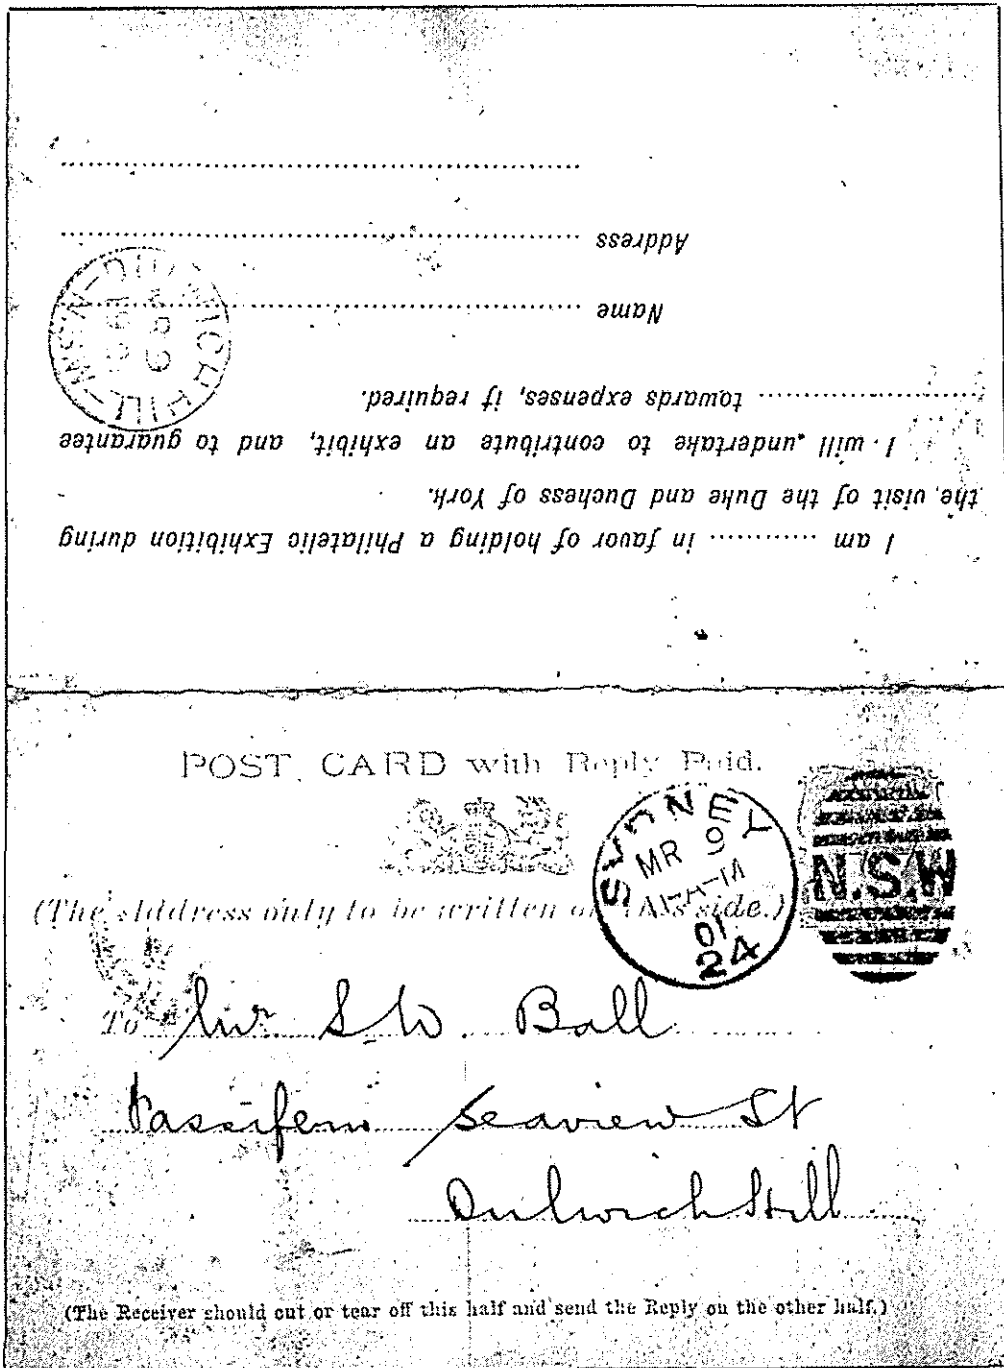 I am ............ in favor of holding a Philatelic Exhibition during
the visit of the Duke and Duchess of York.
I will undertake to contribute an exhibit, and to guarantee
........................ towards expenses, if required.
Name ............................................................
Address ............................................................
............................................................
DULWICH HILL-N.S.W-
POST CARD with Reply Paid.
SYDNEY
MR 9
01
24
N.S.W
(The Address only to be written on this side.)
To Mr S. W. Ball
Fassifern Seaview St
Dulwich Hill
(The Receiver should cut or tear off this half and send the Reply on the other half.)